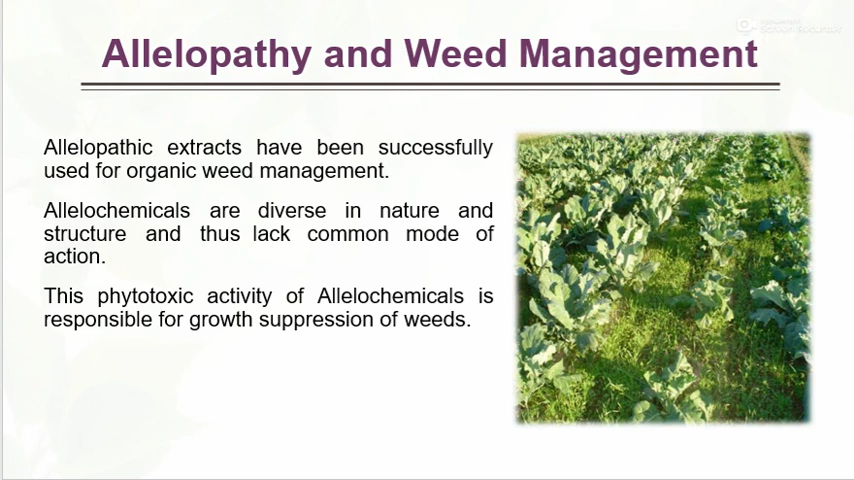 Allelopathy and Weed Management
Allelopathic extracts have been successfully
used for organic weed management.
Allelochemicals are diverse in nature and
structure and thus lack common mode of
action.
This phytotoxic activity of Allelochemicals is
responsible for growth suppression of weeds.